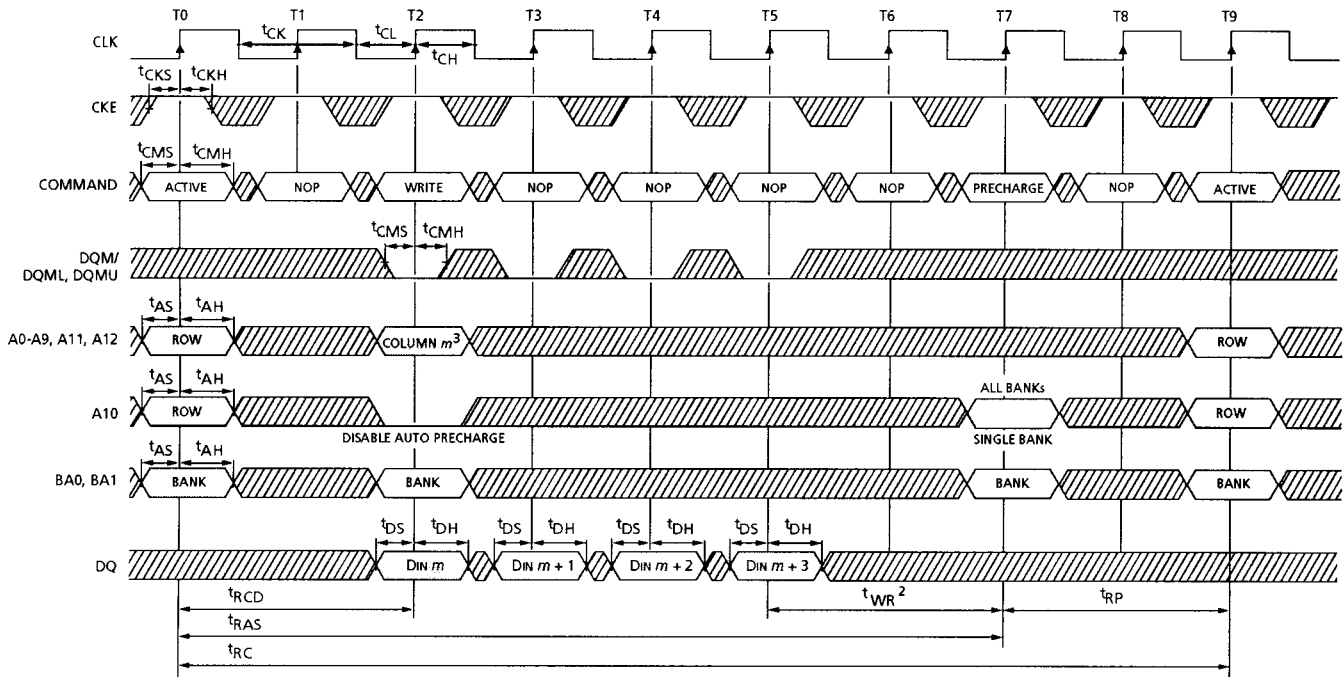 T0 T1 T2 T3 T4 T5 T6 T7 T8 T9
CLK tCK tCL tCH
tCKS tCKH
CKE
tCMS tCMH
COMMAND ACTIVE NOP WRITE NOP NOP NOP NOP PRECHARGE NOP ACTIVE
tCMS tCMH
DQM/
DQML, DQMU
tAS tAH
A0-A9, A11, A12 ROW COLUMN m3 ROW
tAS tAH ALL BANKs
A10 ROW ROW
DISABLE AUTO PRECHARGE SINGLE BANK
tAS tAH
BA0, BA1 BANK BANK BANK BANK
tDS tDH tDS tDH tDS tDH tDS tDH
DQ DIN m DIN m + 1 DIN m + 2 DIN m + 3
tRCD tWR2 tRP
tRAS
tRC